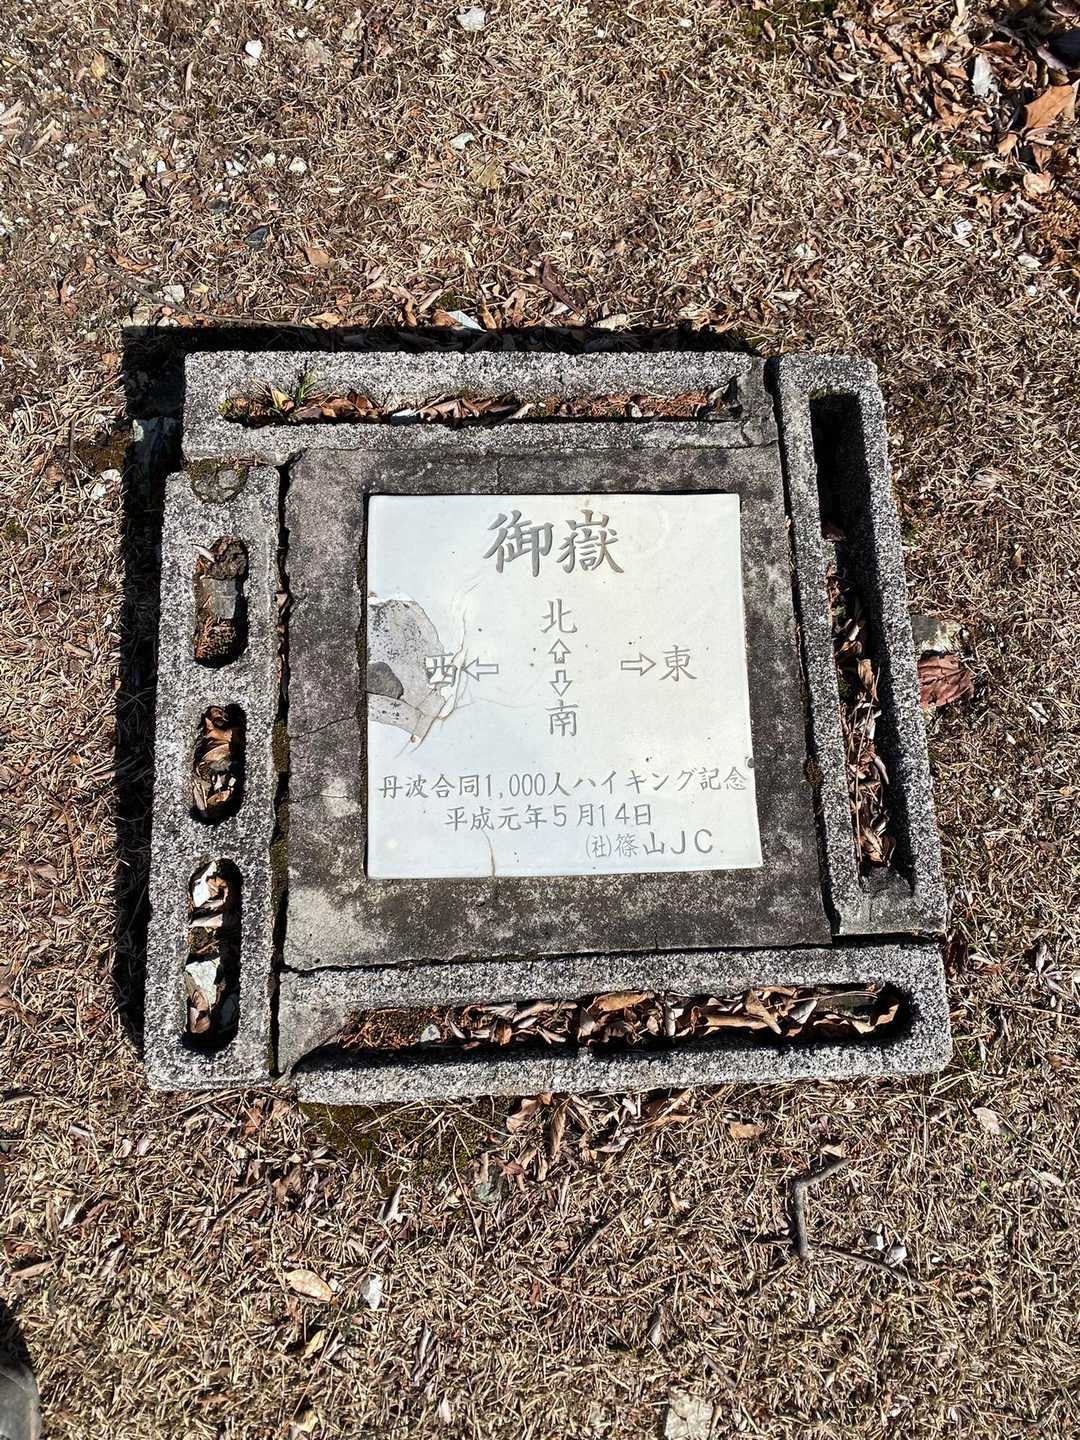 御嶽
北
西⇦ ⇧ ⇨東
⇩
南
丹波合同1,000人ハイキング記念
平成元年5月14日
㈳篠山JC